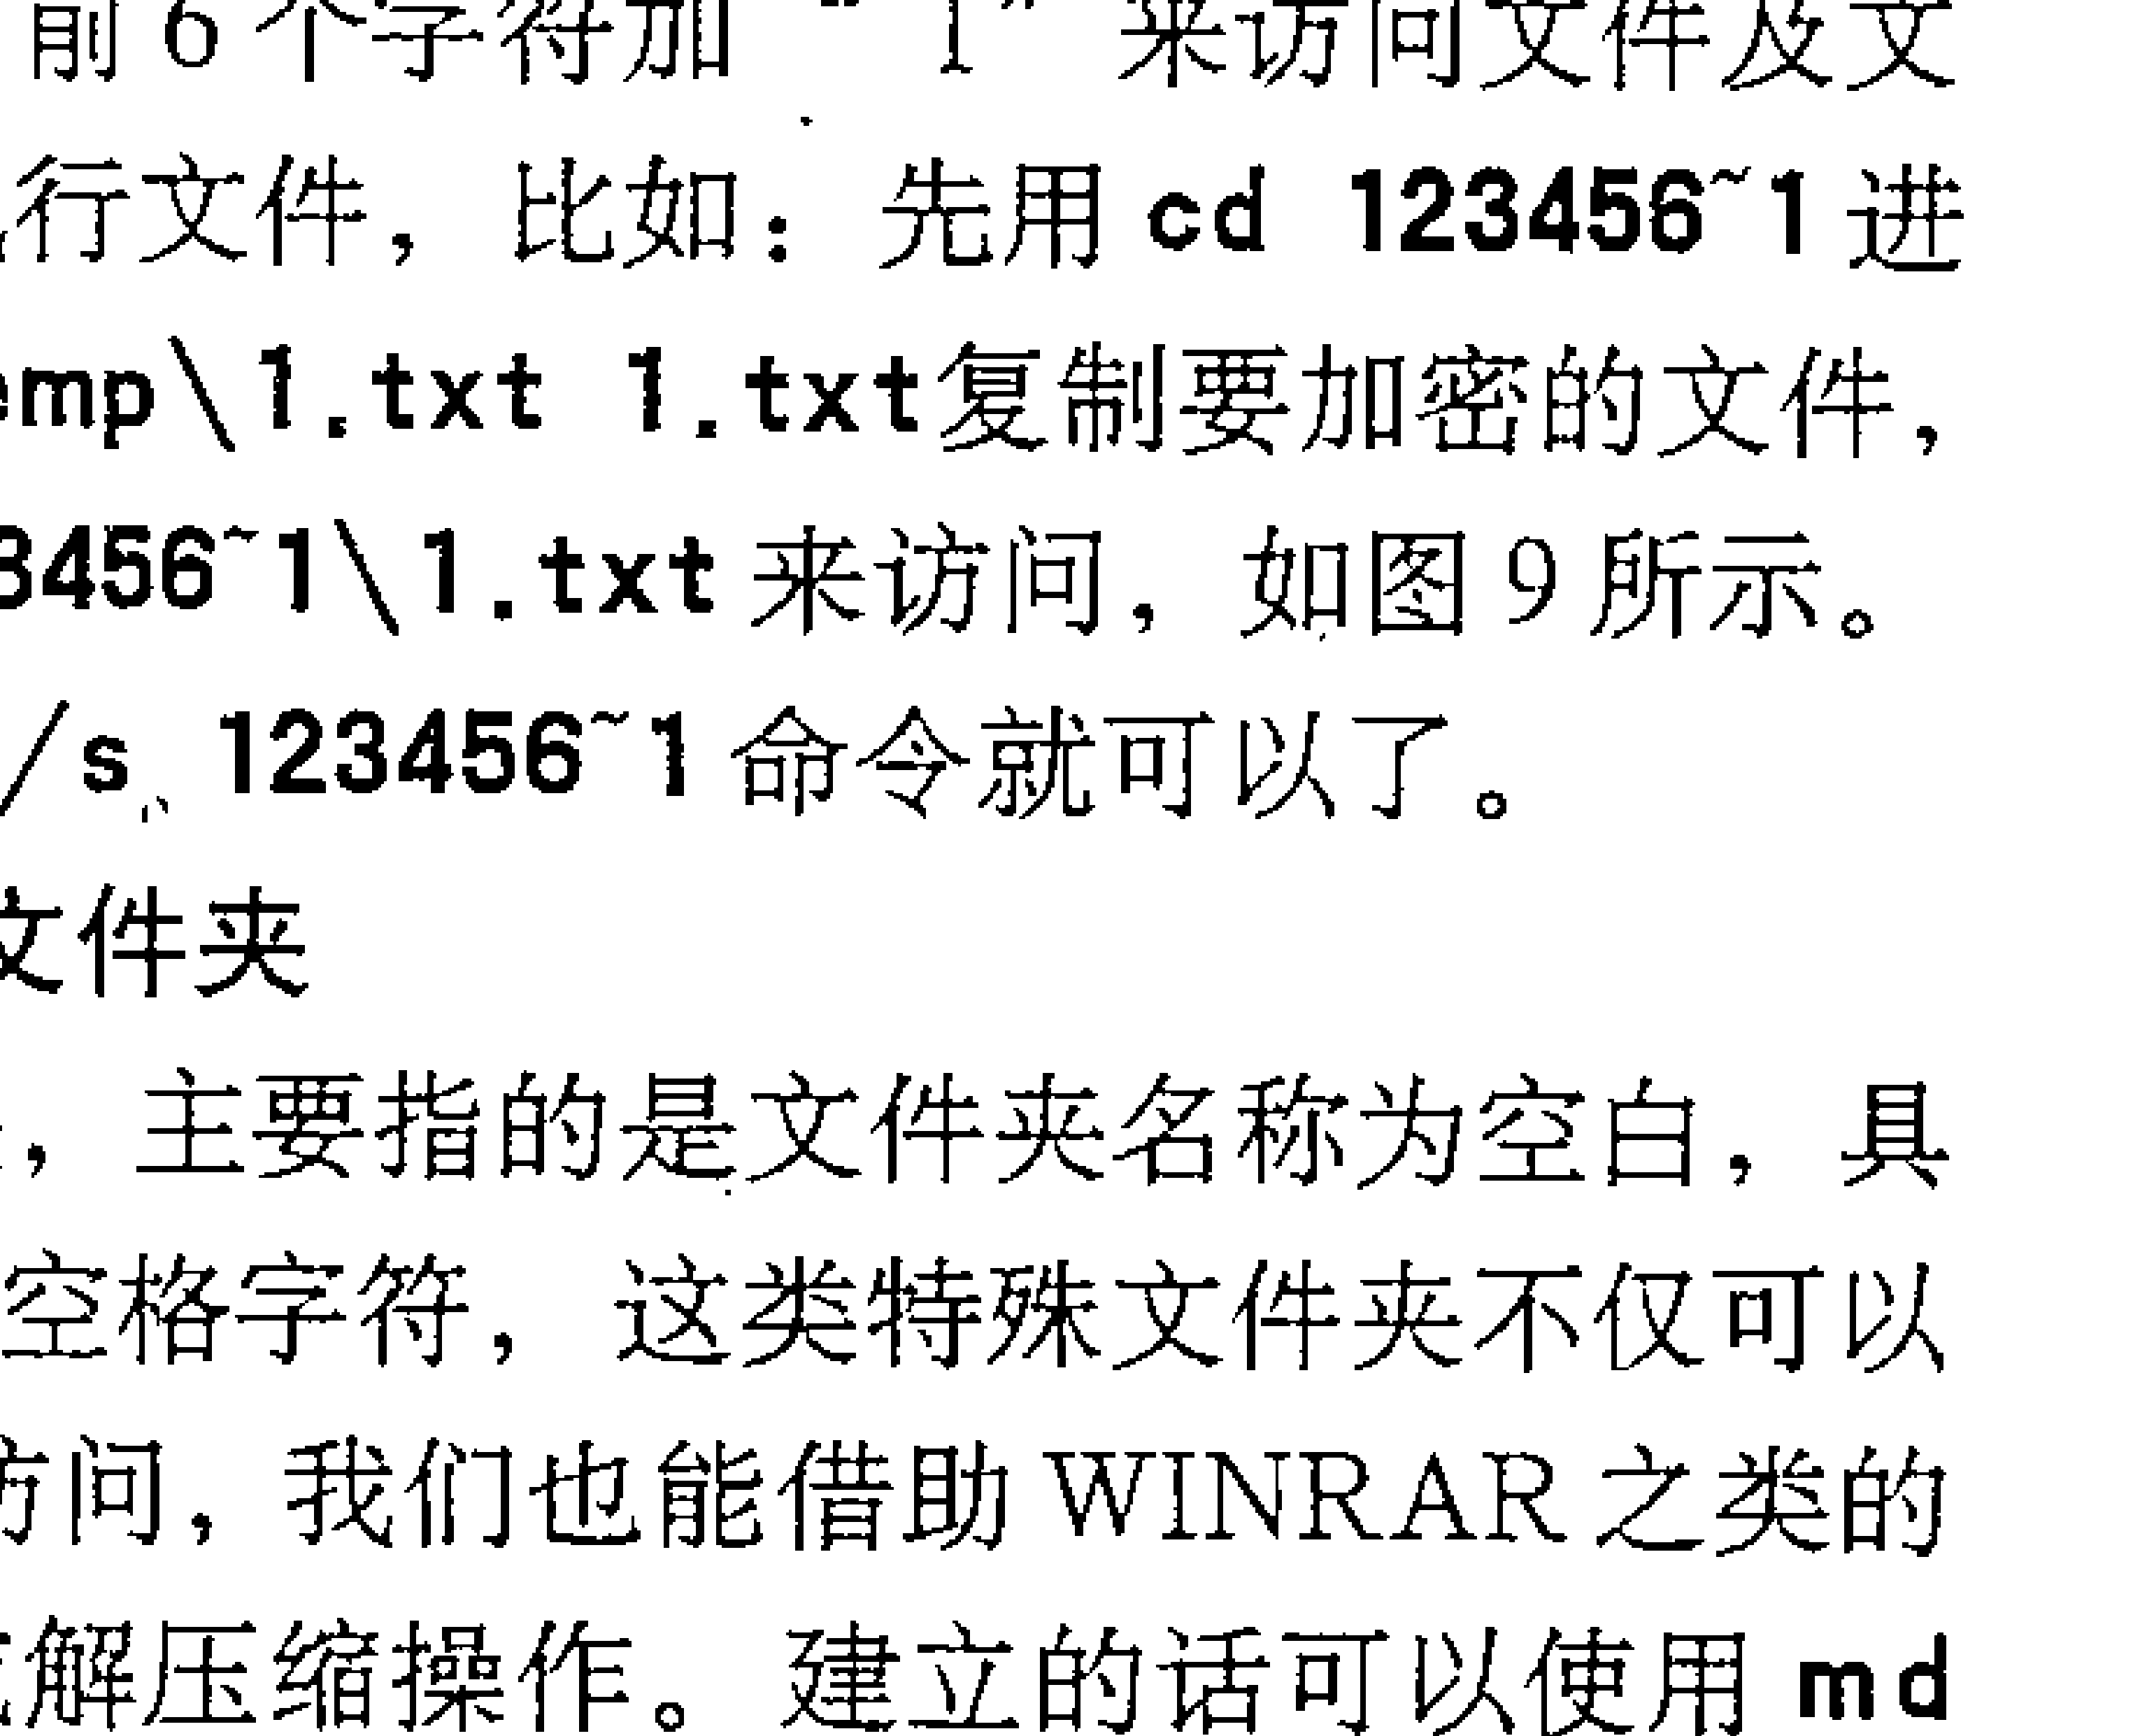 前6个字符加“ 1”来访问文件及文
行文件，比如：先用 cd 123456~1 进
mp\1.txt 1.txt复制要加密的文件，
3456~1\1.txt 来访问，如图 9 所示。
/s 123456~1 命令就可以了。
文件夹
，主要指的是文件夹名称为空白，具
空格字符，这类特殊文件夹不仅可以
访问，我们也能借助 WINRAR 之类的
解压缩操作。建立的话可以使用 md